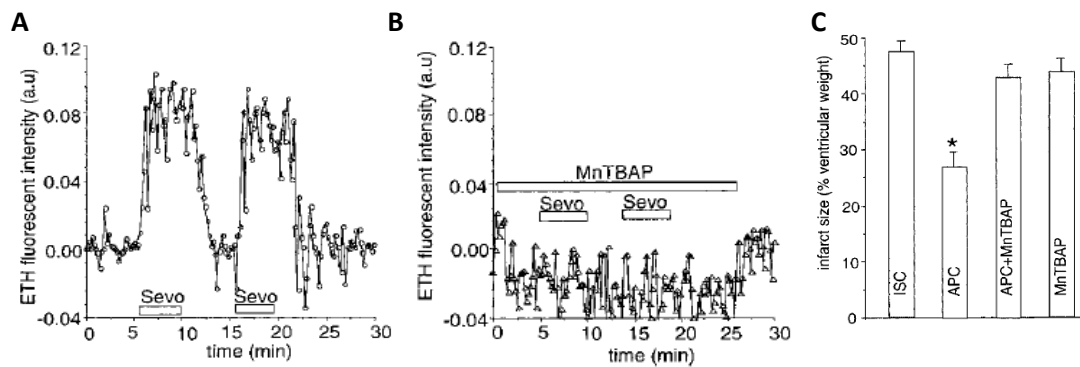 A
ETH fluorescent intensity (a.u)
0.12
0.08
0.04
0.00
-0.04
Sevo
Sevo
0 5 10 15 20 25 30
time (min)
B
ETH fluorescent intensity (a.u)
0.12
0.08
0.04
0.00
-0.04
MnTBAP
Sevo
Sevo
0 5 10 15 20 25 30
time (min)
C
infarct size (% ventricular weight)
50
40
30
20
10
0
ISC
*
APC
APC+MnTBAP
MnTBAP